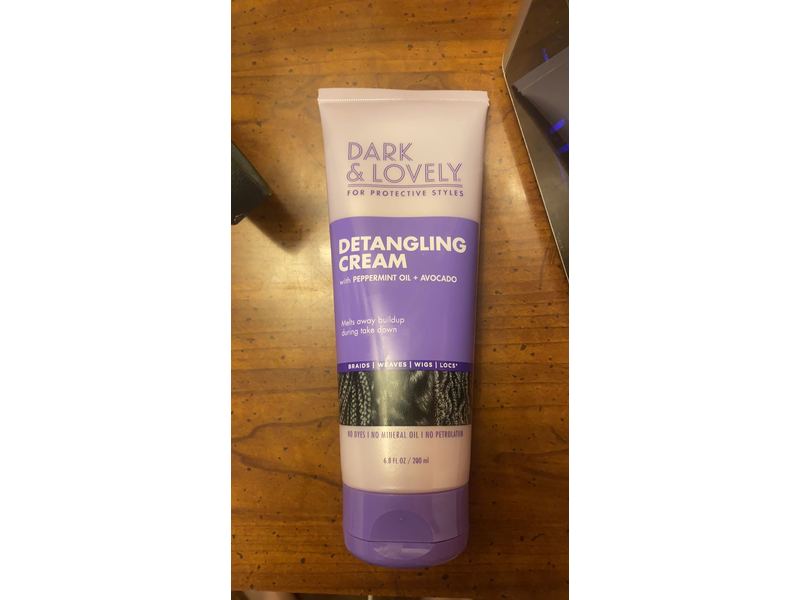 DARK
& LOVELY
FOR PROTECTIVE STYLES
DETANGLING
CREAM
with PEPPERMINT OIL + AVOCADO
Melts away buildup
during take down
BRAIDS | WEAVES | WIGS | LOCS*
NO DYES | NO MINERAL OIL | NO PETROLATUM
6.8 FL OZ / 200 ml